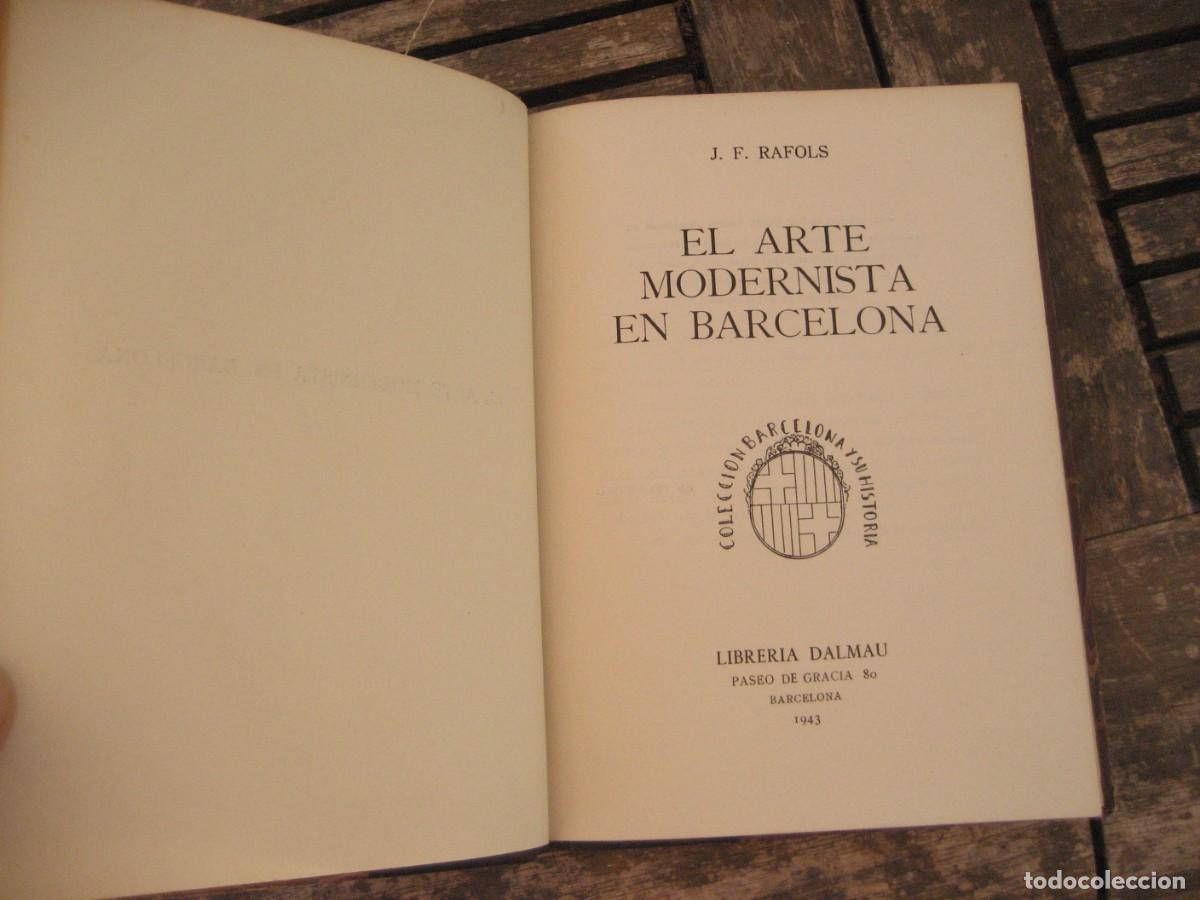 J. F. RAFOLS
EL ARTE
MODERNISTA
EN BARCELONA
COLECCION BARCELONA Y SU HISTORIA
LIBRERIA DALMAU
PASEO DE GRACIA 80
BARCELONA
1943
todocoleccion